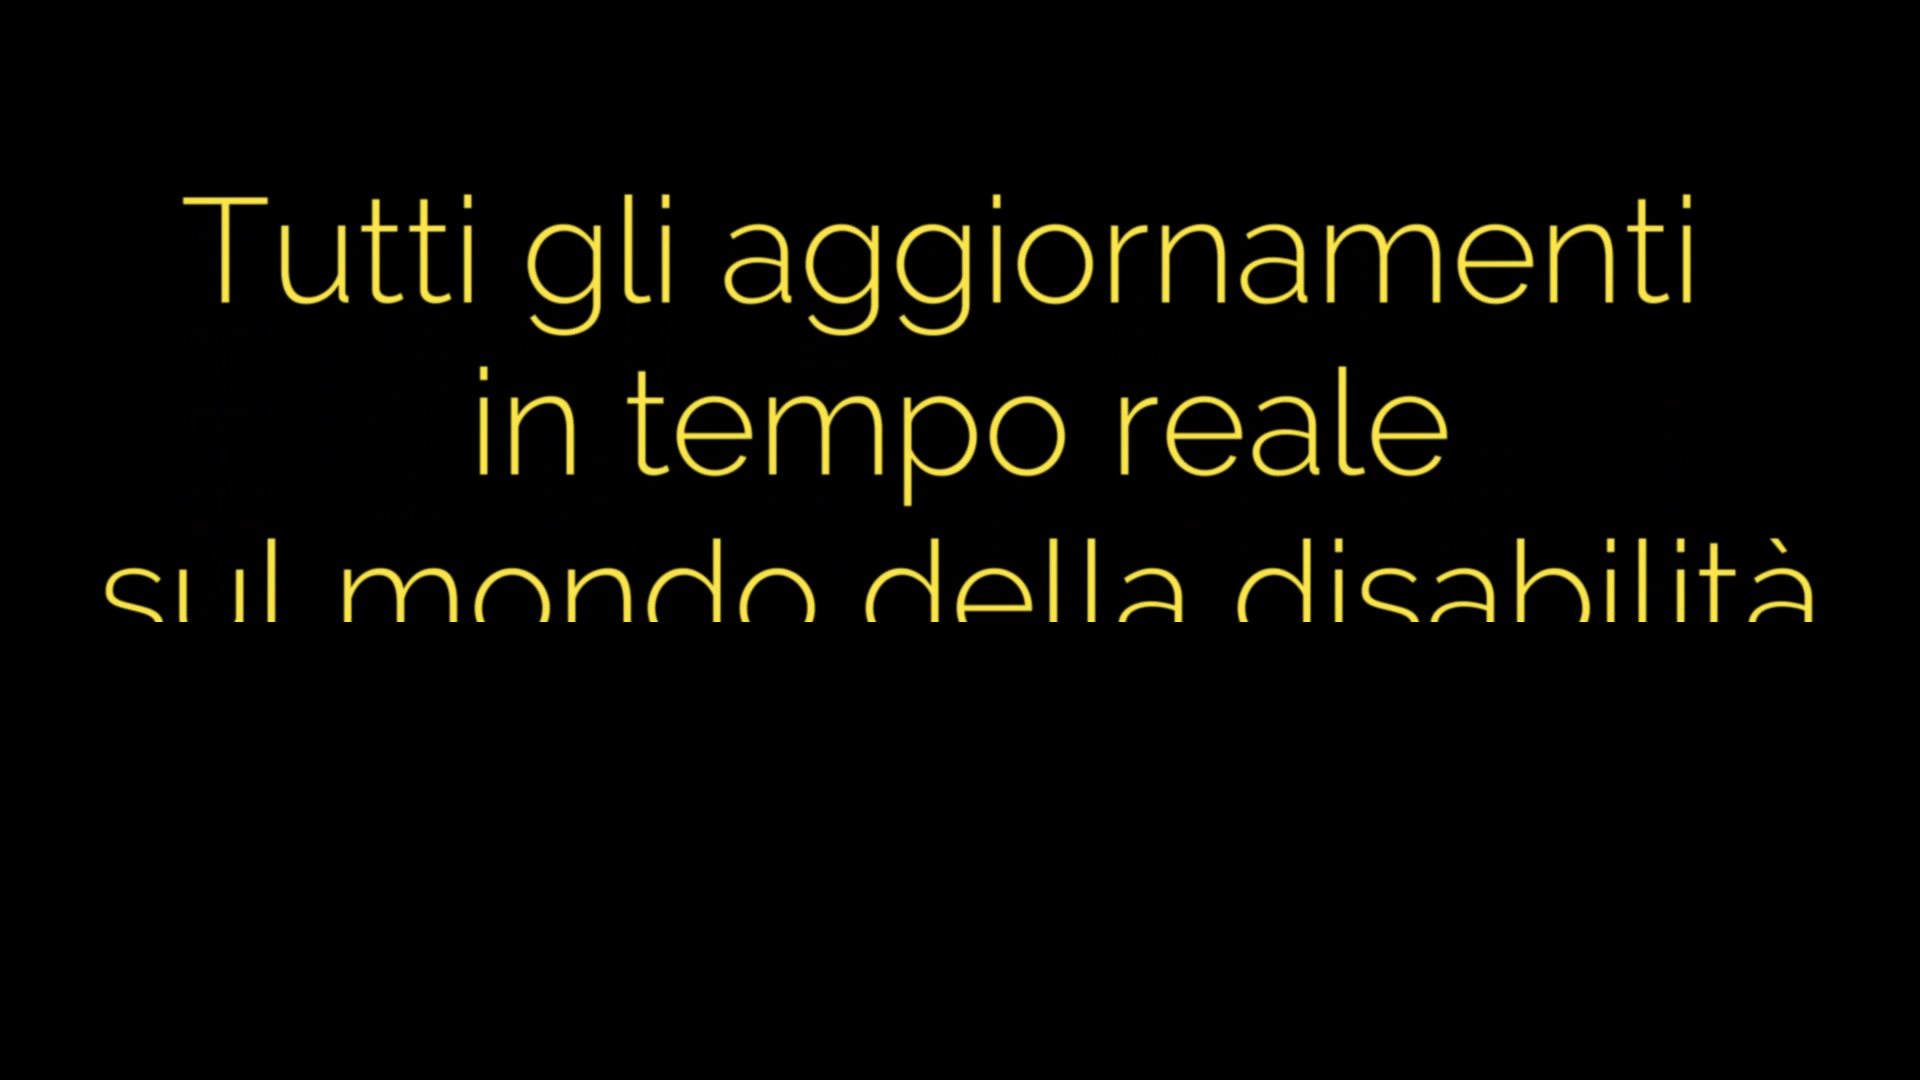 Tutti gli aggiornamenti
in tempo reale
sul mondo della disabilità